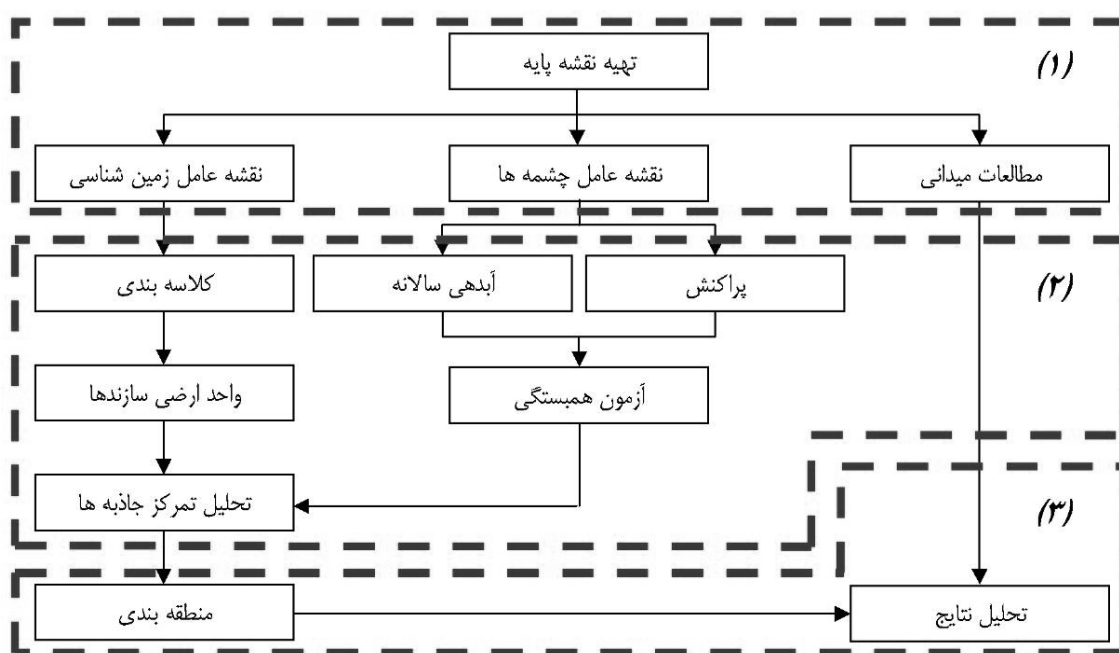 تهیه نقشه پایه
(۱)
مطالعات میدانی
نقشه عامل چشمه ها
نقشه عامل زمین شناسی
(۲)
پراکنش
آبدهی سالانه
کلاسه بندی
آزمون همبستگی
واحد ارضی سازندها
تحلیل تمرکز جاذبه ها
(۳)
تحلیل نتایج
منطقه بندی